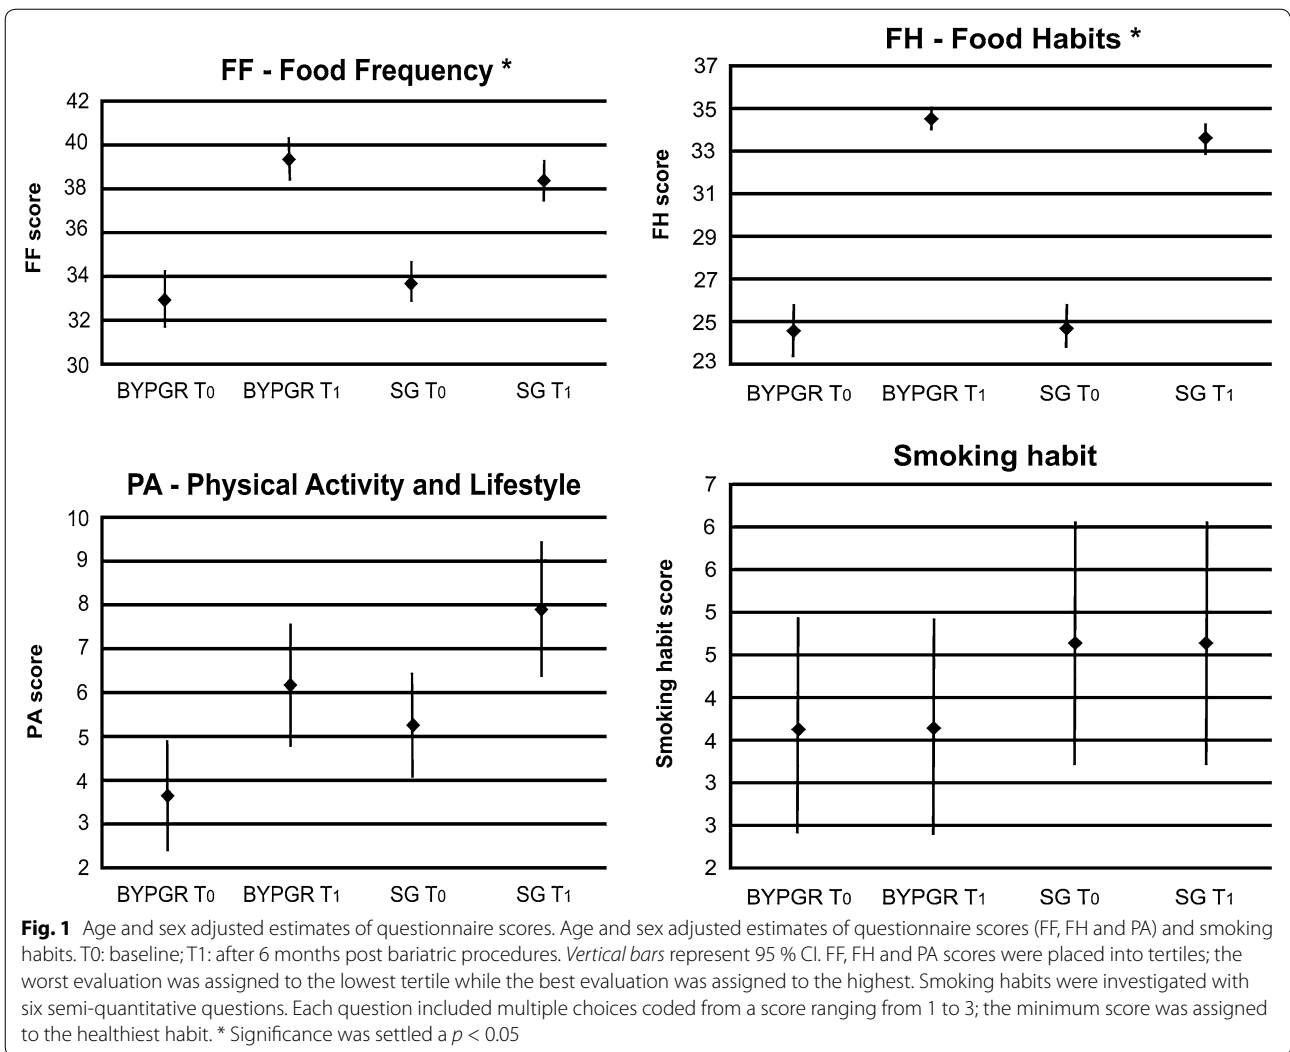 FF - Food Frequency *
FF score
42
40
38
36
34
32
30
BYPGR T0 BYPGR T1 SG T0 SG T1
FH - Food Habits *
FH score
37
35
33
31
29
27
25
23
BYPGR T0 BYPGR T1 SG T0 SG T1
PA - Physical Activity and Lifestyle
PA score
10
9
8
7
6
5
4
3
2
BYPGR T0 BYPGR T1 SG T0 SG T1
Smoking habit
Smoking habit score
7
6
6
5
5
4
4
3
3
2
BYPGR T0 BYPGR T1 SG T0 SG T1
Fig. 1 Age and sex adjusted estimates of questionnaire scores. Age and sex adjusted estimates of questionnaire scores (FF, FH and PA) and smoking
habits. T0: baseline; T1: after 6 months post bariatric procedures. Vertical bars represent 95 % CI. FF, FH and PA scores were placed into tertiles; the
worst evaluation was assigned to the lowest tertile while the best evaluation was assigned to the highest. Smoking habits were investigated with
six semi-quantitative questions. Each question included multiple choices coded from a score ranging from 1 to 3; the minimum score was assigned
to the healthiest habit. * Significance was settled a p < 0.05